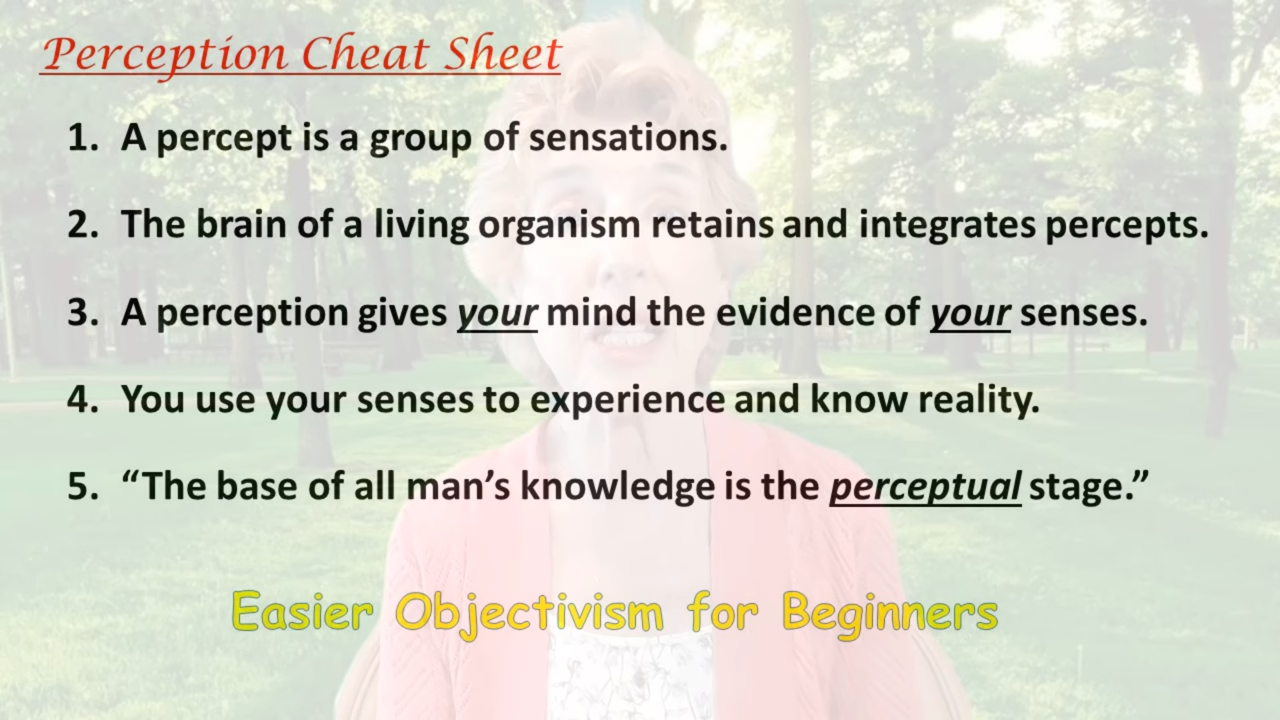 Perception Cheat Sheet
1. A percept is a group of sensations.
2. The brain of a living organism retains and integrates percepts.
3. A perception gives your mind the evidence of your senses.
4. You use your senses to experience and know reality.
5. “The base of all man’s knowledge is the perceptual stage.”
Easier Objectivism for Beginners